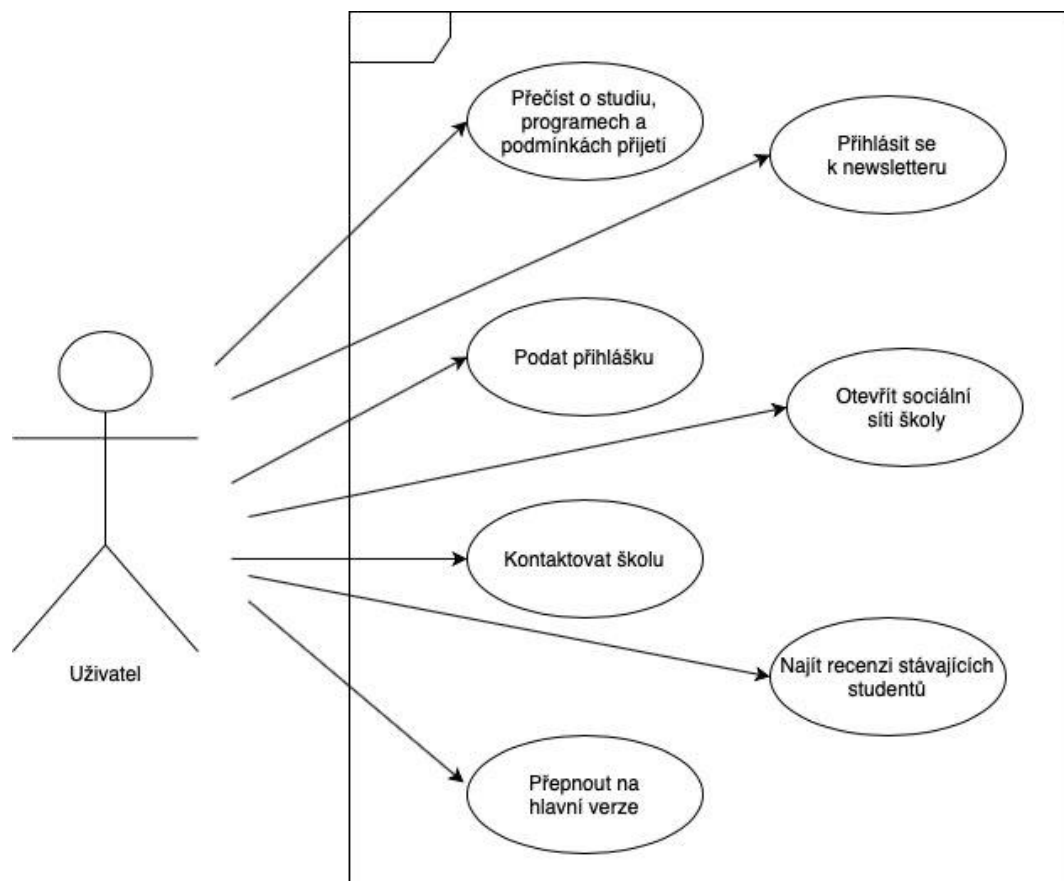 Přečíst o studiu,
programech a
podmínkách přijetí
Přihlásit se
k newsletteru
Podat přihlášku
Otevřít sociální
síti školy
Kontaktovat školu
Najít recenzi stávajících
studentů
Uživatel
Přepnout na
hlavní verze